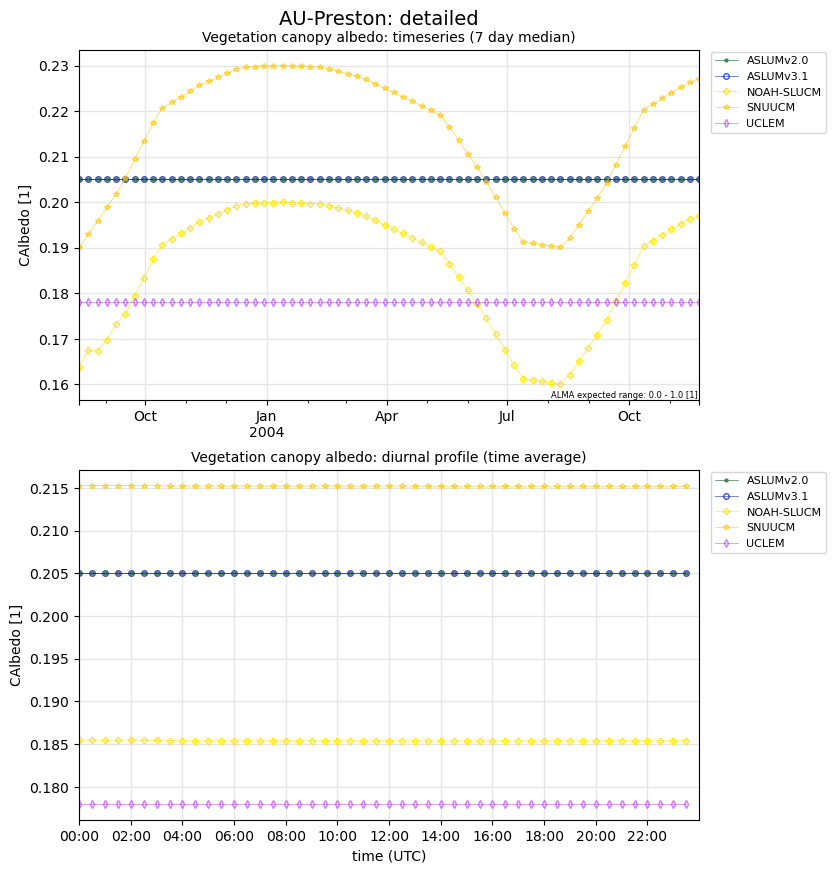 AU-Preston: detailed
Vegetation canopy albedo: timeseries (7 day median)
CAlbedo [1]
0.23
0.22
0.21
0.20
0.19
0.18
0.17
0.16
ALMA expected range: 0.0 - 1.0 [1]
Oct Jan Apr Jul Oct
2004
ASLUMv2.0
ASLUMv3.1
NOAH-SLUCM
SNUUCM
UCLEM
Vegetation canopy albedo: diurnal profile (time average)
CAlbedo [1]
0.215
0.210
0.205
0.200
0.195
0.190
0.185
0.180
00:00 02:00 04:00 06:00 08:00 10:00 12:00 14:00 16:00 18:00 20:00 22:00
time (UTC)
ASLUMv2.0
ASLUMv3.1
NOAH-SLUCM
SNUUCM
UCLEM